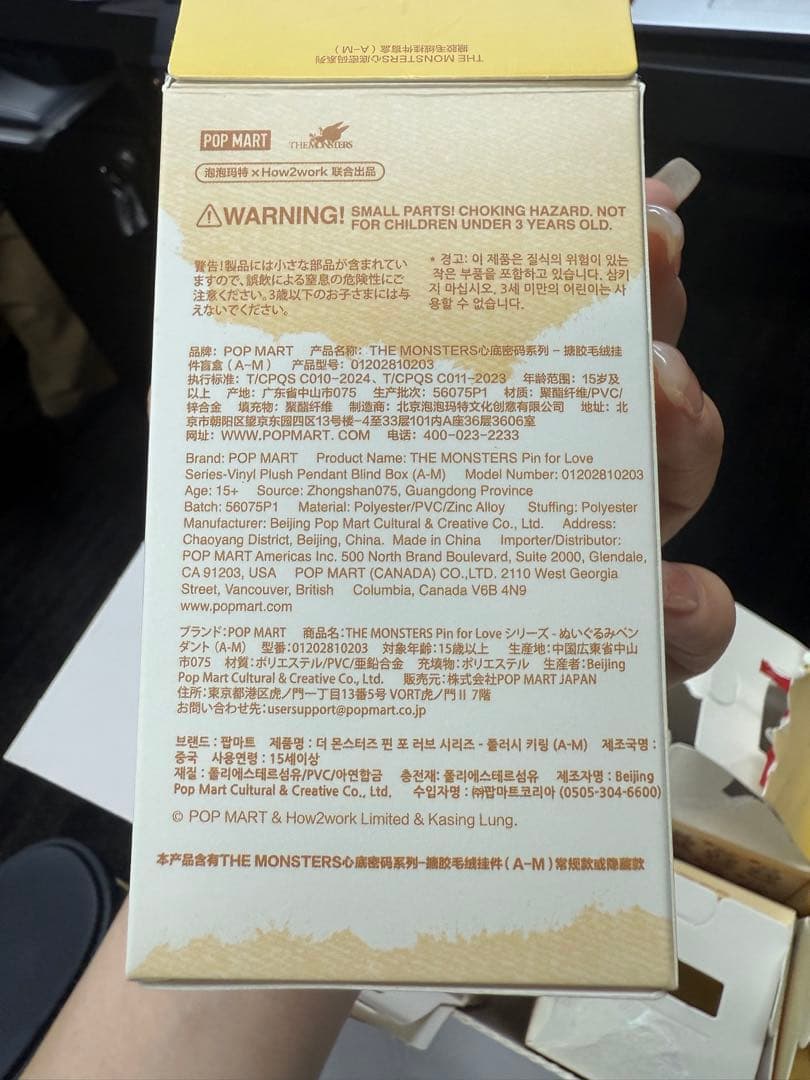 THE MONSTERS心底密码系列
搪胶毛绒挂件盲盒（A-M）
POP MART
THE MONSTERS
泡泡玛特 × How2work 联合出品
WARNING! SMALL PARTS! CHOKING HAZARD. NOT
FOR CHILDREN UNDER 3 YEARS OLD.
警告!製品には小さな部品が含まれてい
ますので、誤飲による窒息の危険性にご
注意ください。3歳以下のお子さまには与
えないでください。
* 경고: 이 제품은 질식의 위험이 있는
작은 부품을 포함하고 있습니다. 삼키
지 마십시오. 3세 미만의 어린이는 사
용할 수 없습니다.
品牌：POP MART 产品名称：THE MONSTERS心底密码系列 – 搪胶毛绒挂
件盲盒（A-M） 产品型号：01202810203
执行标准：T/CPQS C010-2024、T/CPQS C011-2023 年龄范围：15岁及
以上 产地：广东省中山市075 生产批次：56075P1 材质：聚酯纤维/PVC/
锌合金 填充物：聚酯纤维 制造商：北京泡泡玛特文化创意有限公司 地址：北
京市朝阳区望京东园四区13号楼-4至33层101内A座36层3606室
网址：WWW.POPMART. COM 电话：400-023-2233
Brand: POP MART Product Name: THE MONSTERS Pin for Love
Series-Vinyl Plush Pendant Blind Box (A-M) Model Number: 01202810203
Age: 15+ Source: Zhongshan075, Guangdong Province
Batch: 56075P1 Material: Polyester/PVC/Zinc Alloy Stuffing: Polyester
Manufacturer: Beijing Pop Mart Cultural & Creative Co., Ltd. Address:
Chaoyang District, Beijing, China. Made in China Importer/Distributor:
POP MART Americas Inc. 500 North Brand Boulevard, Suite 2000, Glendale,
CA 91203, USA POP MART (CANADA) CO.,LTD. 2110 West Georgia
Street, Vancouver, British Columbia, Canada V6B 4N9
www.popmart.com
ブランド:POP MART 商品名:THE MONSTERS Pin for Love シリーズ - ぬいぐるみペン
ダント (A-M) 型番:01202810203 対象年齢:15歳以上 生産地:中国広東省中山
市075 材質:ポリエステル/PVC/亜鉛合金 充填物:ポリエステル 生産者:Beijing
Pop Mart Cultural & Creative Co., Ltd. 販売元:株式会社POP MART JAPAN
住所:東京都港区虎ノ門一丁目13番5号 VORT虎ノ門Ⅱ 7階
お問い合わせ先:usersupport@popmart.co.jp
브랜드 : 팝마트 제품명 : 더 몬스터즈 핀 포 러브 시리즈 - 플러시 키링 (A-M) 제조국명 :
중국 사용연령 : 15세이상
재질 : 폴리에스테르섬유/PVC/아연합금 충전재: 폴리에스테르섬유 제조자명 : Beijing
Pop Mart Cultural & Creative Co., Ltd. 수입자명 : ㈜팝마트코리아 (0505-304-6600)
© POP MART & How2work Limited & Kasing Lung.
本产品含有THE MONSTERS心底密码系列–搪胶毛绒挂件（A-M）常规款或隐藏款